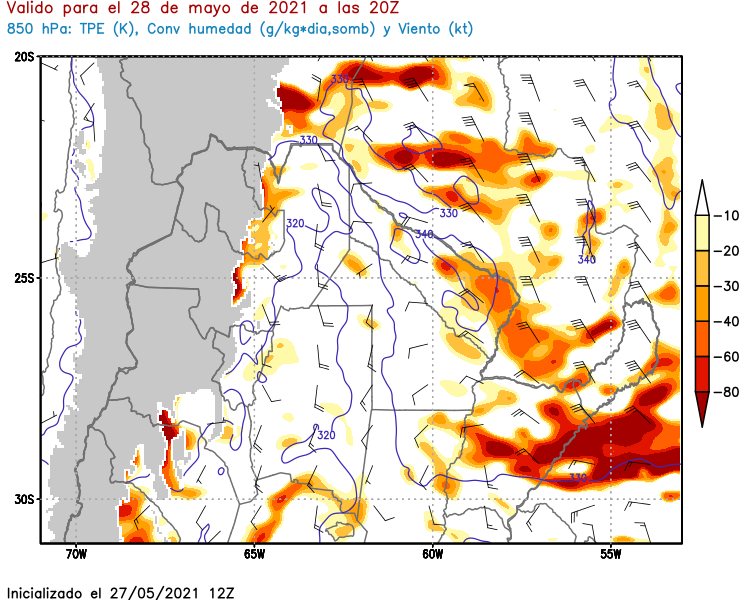 Valido para el 28 de mayo de 2021 a las 20Z
850 hPa: TPE (K), Conv humedad (g/kg*dia,somb) y Viento (kt)
20S
330
330
330
320
340
340
-10
-20
-30
-40
-60
-80
25S
320
330
30S
70W 65W 60W 55W
Inicializado el 27/05/2021 12Z